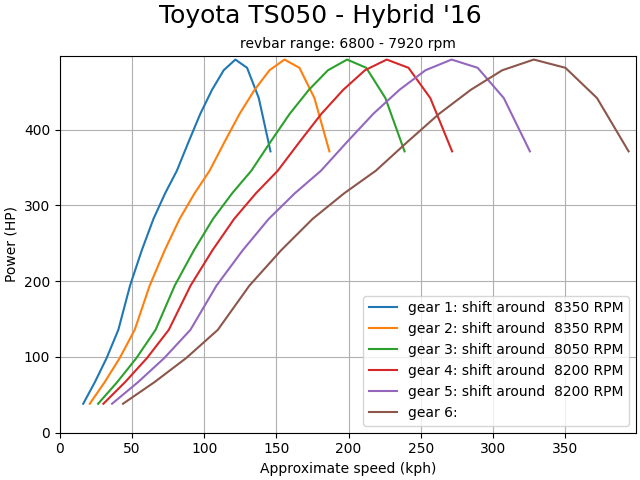 Toyota TS050 - Hybrid '16
revbar range: 6800 - 7920 rpm
Power (HP)
400
300
200
100
0
0 50 100 150 200 250 300 350
Approximate speed (kph)
gear 1: shift around 8350 RPM
gear 2: shift around 8350 RPM
gear 3: shift around 8050 RPM
gear 4: shift around 8200 RPM
gear 5: shift around 8200 RPM
gear 6: